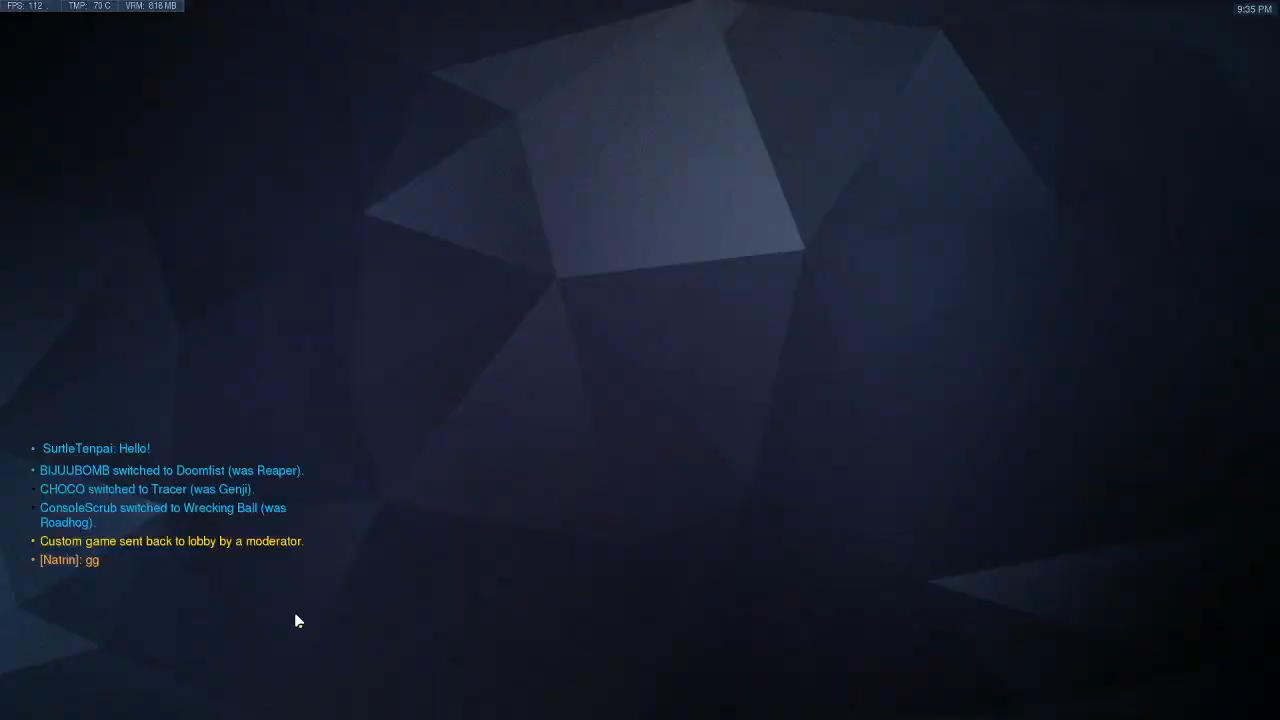 FPS: 112 TMP: 70 C VRM: 818 MB
9:35 PM
SurtleTenpai: Hello!
BIJUUBOMB switched to Doomfist (was Reaper).
CHOCO switched to Tracer (was Genji).
ConsoleScrub switched to Wrecking Ball (was
Roadhog).
Custom game sent back to lobby by a moderator.
[Natrin]: gg